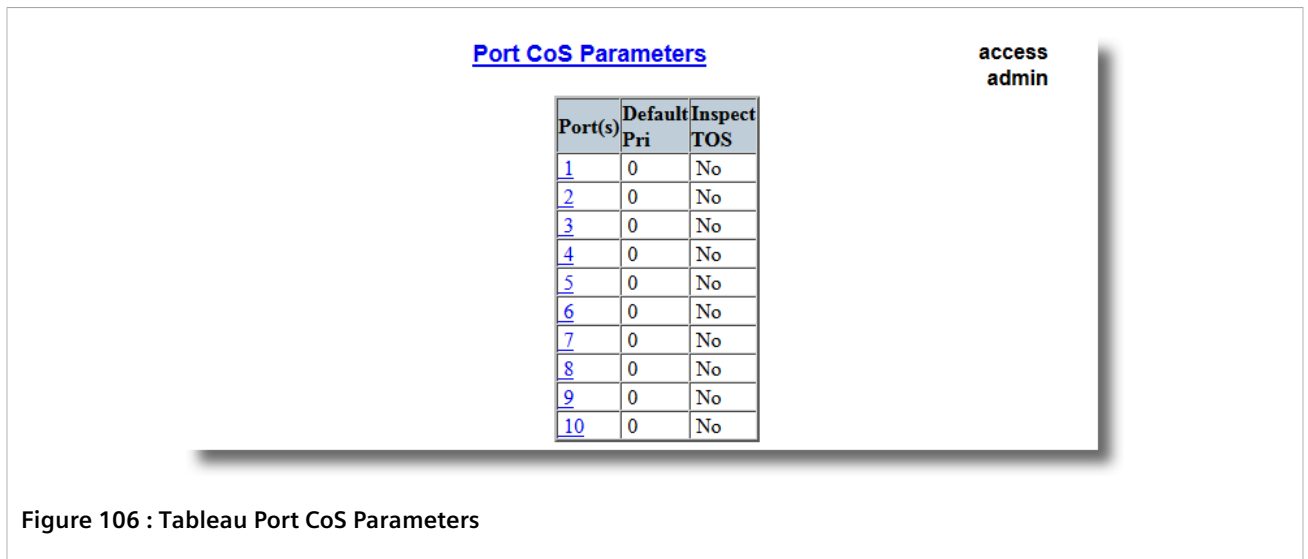 Port CoS Parameters
access
admin
Port(s) Default Pri Inspect TOS
1 0 No
2 0 No
3 0 No
4 0 No
5 0 No
6 0 No
7 0 No
8 0 No
9 0 No
10 0 No
Figure 106 : Tableau Port CoS Parameters